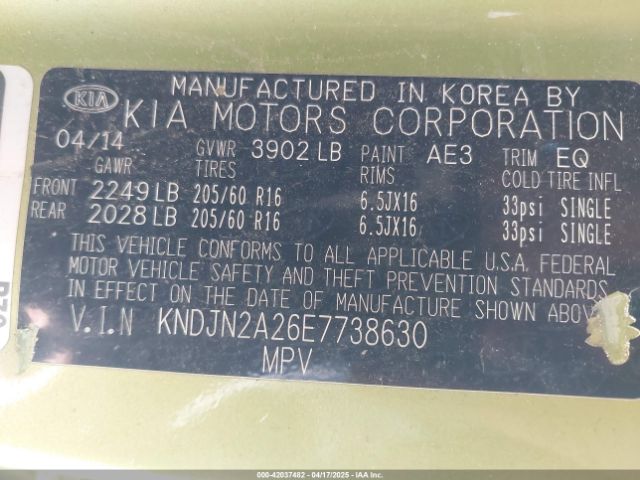 KIA
MANUFACTURED IN KOREA BY
KIA MOTORS CORPORATION
04/14 GVWR 3902 LB PAINT AE3 TRIM EQ
GAWR TIRES RIMS COLD TIRE INFL
FRONT 2249 LB 205/60 R16 6.5JX16 33psi SINGLE
REAR 2028 LB 205/60 R16 6.5JX16 33psi SINGLE
THIS VEHICLE CONFORMS TO ALL APPLICABLE U.S.A. FEDERAL
MOTOR VEHICLE SAFETY AND THEFT PREVENTION STANDARDS
IN EFFECT ON THE DATE OF MANUFACTURE SHOWN ABOVE.
V.I.N KNDJN2A26E7738630
MPV
000-42037482 - 04/17/2025 - IAA Inc.